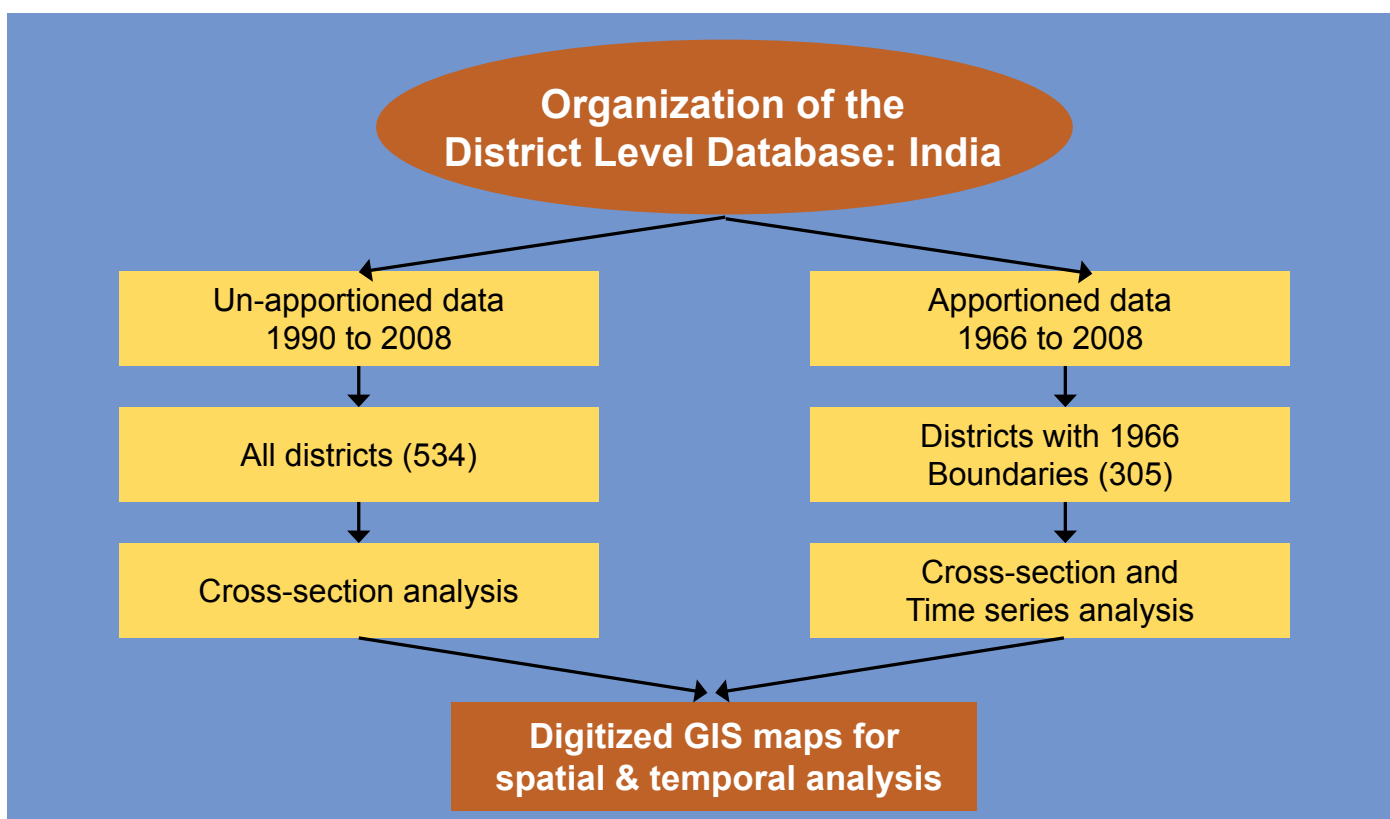 Organization of the
District Level Database: India
Un-apportioned data
1990 to 2008
Apportioned data
1966 to 2008
All districts (534)
Districts with 1966
Boundaries (305)
Cross-section analysis
Cross-section and
Time series analysis
Digitized GIS maps for
spatial & temporal analysis